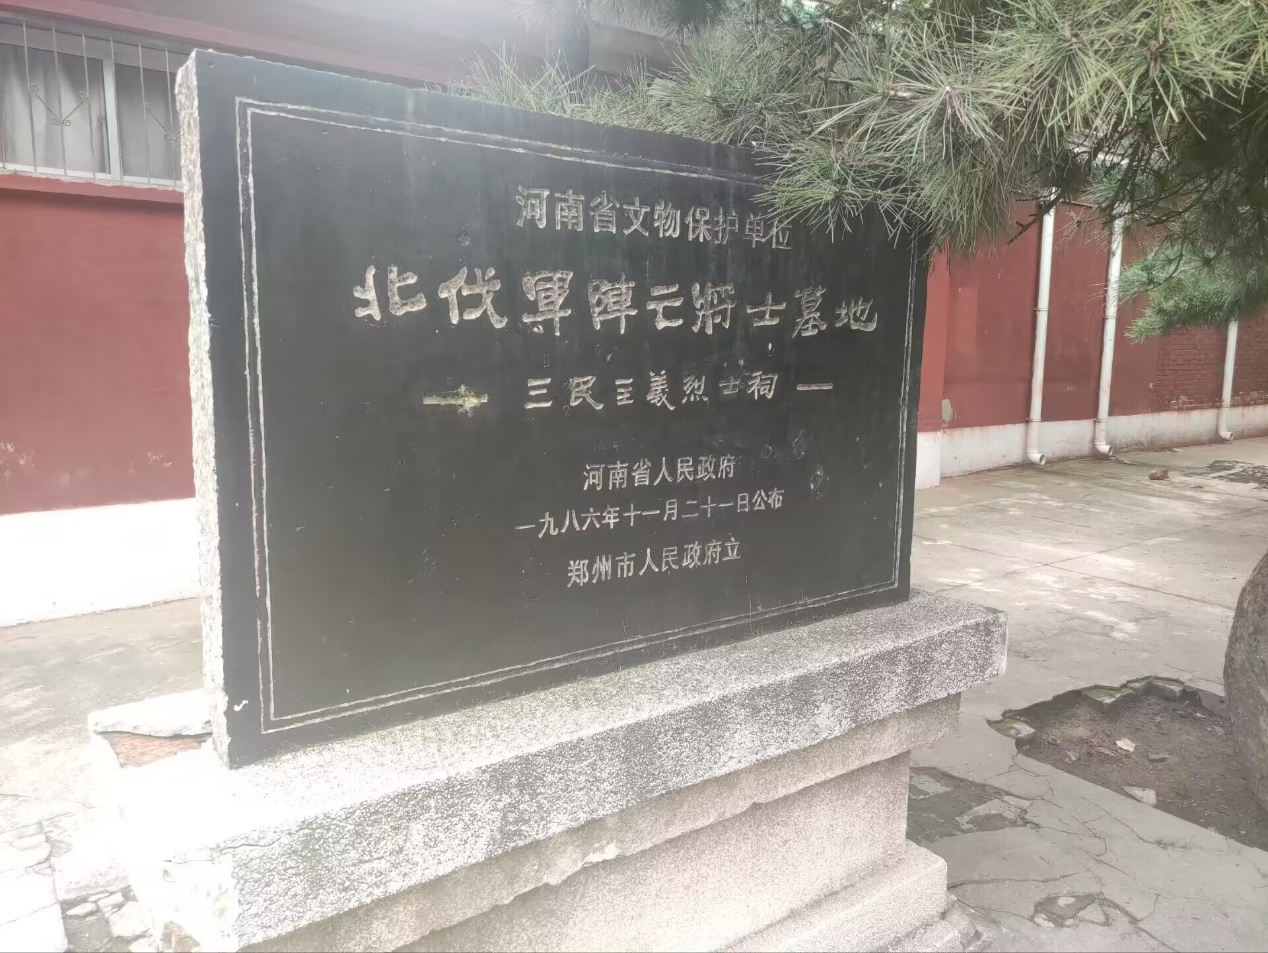 河南省文物保护单位
北伐軍陣亡將士墓地
—三民主義烈士祠—
河南省人民政府
一九八六年十一月二十一日公布
郑州市人民政府立